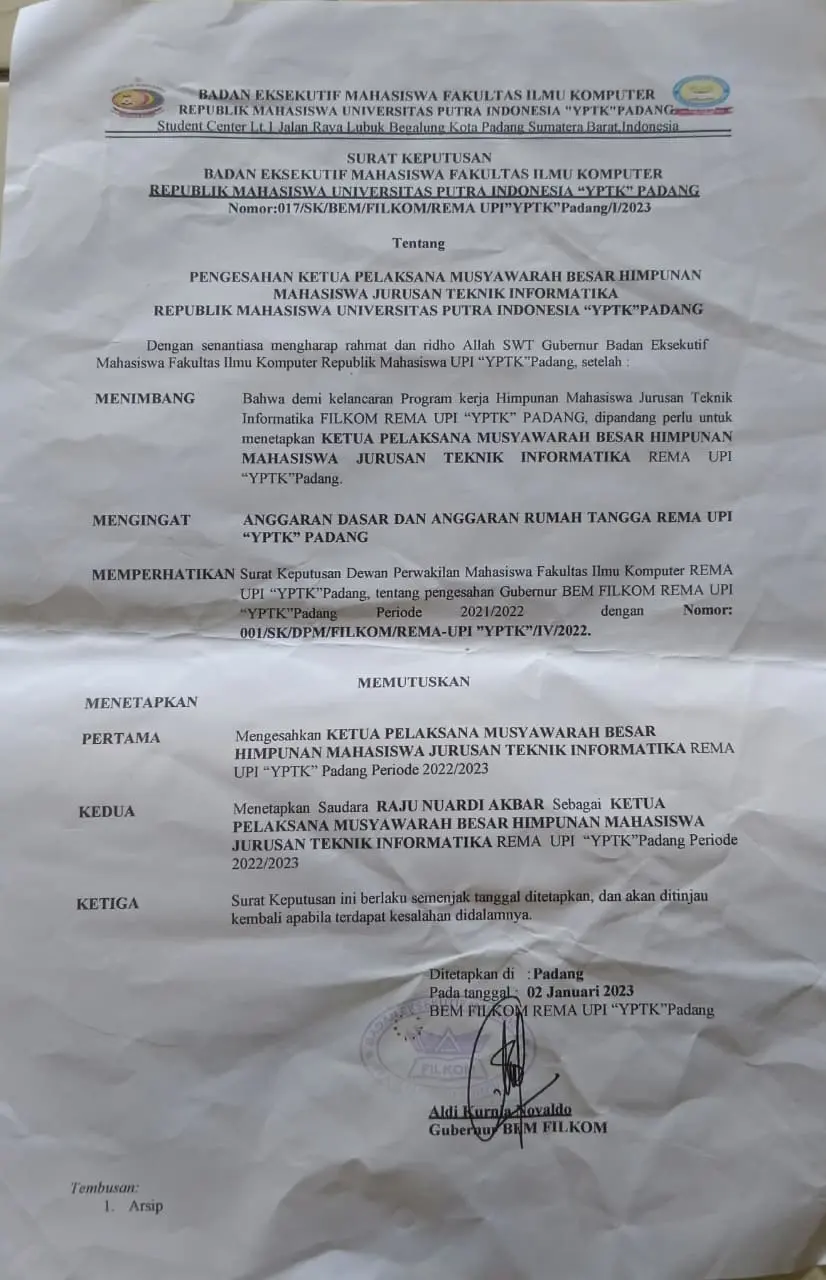 BADAN EKSEKUTIF MAHASISWA FAKULTAS ILMU KOMPUTER
REPUBLIK MAHASISWA UNIVERSITAS PUTRA INDONESIA "YPTK"PADANG
Student Center Lt.1 Jalan Raya Lubuk Begalung Kota Padang Sumatera Barat,Indonesia
SURAT KEPUTUSAN
BADAN EKSEKUTIF MAHASISWA FAKULTAS ILMU KOMPUTER
REPUBLIK MAHASISWA UNIVERSITAS PUTRA INDONESIA “YPTK” PADANG
Nomor:017/SK/BEM/FILKOM/REMA UPI”YPTK”Padang/I/2023
Tentang
PENGESAHAN KETUA PELAKSANA MUSYAWARAH BESAR HIMPUNAN
MAHASISWA JURUSAN TEKNIK INFORMATIKA
REPUBLIK MAHASISWA UNIVERSITAS PUTRA INDONESIA “YPTK”PADANG
Dengan senantiasa mengharap rahmat dan ridho Allah SWT Gubernur Badan Eksekutif
Mahasiswa Fakultas Ilmu Komputer Republik Mahasiswa UPI “YPTK”Padang, setelah :
MENIMBANG Bahwa demi kelancaran Program kerja Himpunan Mahasiswa Jurusan Teknik
Informatika FILKOM REMA UPI “YPTK” PADANG, dipandang perlu untuk
menetapkan KETUA PELAKSANA MUSYAWARAH BESAR HIMPUNAN
MAHASISWA JURUSAN TEKNIK INFORMATIKA REMA UPI
“YPTK”Padang.
MENGINGAT ANGGARAN DASAR DAN ANGGARAN RUMAH TANGGA REMA UPI
“YPTK” PADANG
MEMPERHATIKAN Surat Keputusan Dewan Perwakilan Mahasiswa Fakultas Ilmu Komputer REMA
UPI “YPTK”Padang, tentang pengesahan Gubernur BEM FILKOM REMA UPI
“YPTK”Padang Periode 2021/2022 dengan Nomor:
001/SK/DPM/FILKOM/REMA-UPI ”YPTK”/IV/2022.
MEMUTUSKAN
MENETAPKAN
PERTAMA Mengesahkan KETUA PELAKSANA MUSYAWARAH BESAR
HIMPUNAN MAHASISWA JURUSAN TEKNIK INFORMATIKA REMA
UPI “YPTK” Padang Periode 2022/2023
KEDUA Menetapkan Saudara RAJU NUARDI AKBAR Sebagai KETUA
PELAKSANA MUSYAWARAH BESAR HIMPUNAN MAHASISWA
JURUSAN TEKNIK INFORMATIKA REMA UPI “YPTK”Padang Periode
2022/2023
KETIGA Surat Keputusan ini berlaku semenjak tanggal ditetapkan, dan akan ditinjau
kembali apabila terdapat kesalahan didalamnya.
Ditetapkan di : Padang
Pada tanggal : 02 Januari 2023
BEM FILKOM REMA UPI “YPTK”Padang
FILKOM
Aldi Kurnia Novaldo
Gubernur BEM FILKOM
Tembusan:
1. Arsip